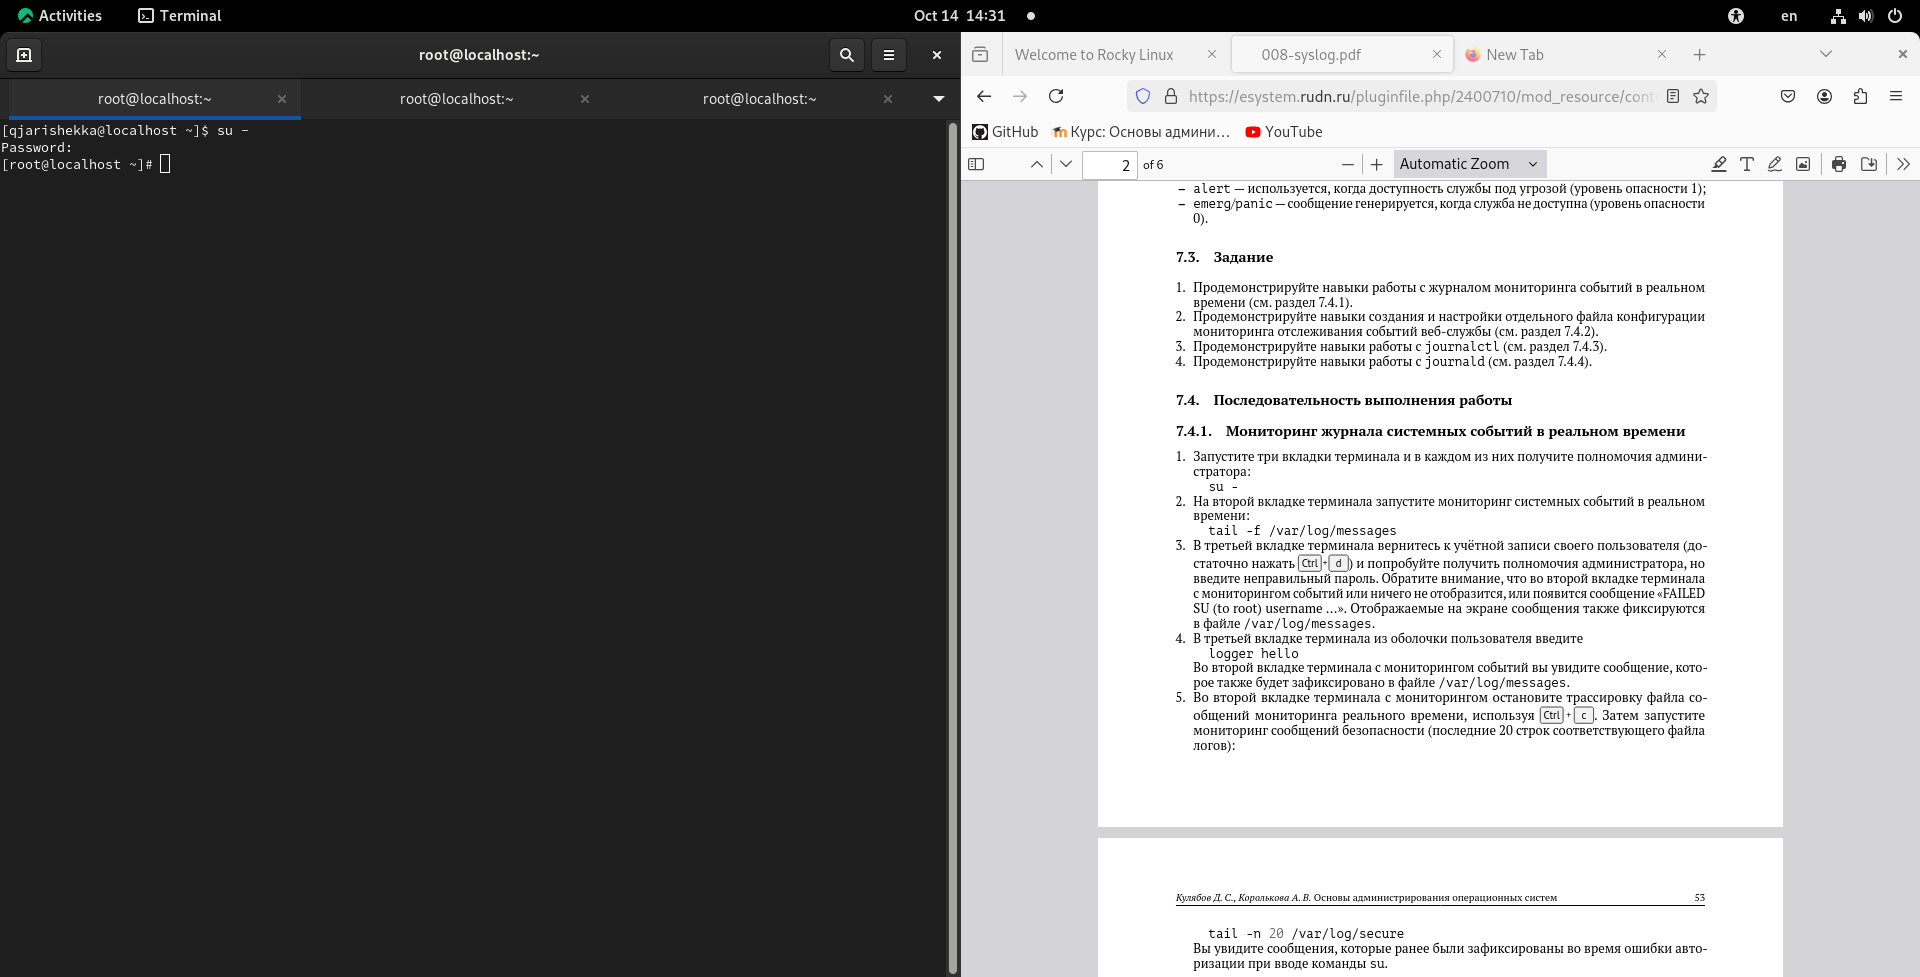 Activities Terminal Oct 14 14:31 en
root@localhost:~
root@localhost:~ root@localhost:~ root@localhost:~
[qjarishekka@localhost ~]$ su -
Password:
[root@localhost ~]#
Welcome to Rocky Linux 008-syslog.pdf New Tab
https://esystem.rudn.ru/pluginfile.php/2400710/mod_resource/cont
GitHub Курс: Основы админи… YouTube
2 of 6 Automatic Zoom
– alert — используется, когда доступность службы под угрозой (уровень опасности 1);
– emerg/panic — сообщение генерируется, когда служба не доступна (уровень опасности
0).
7.3. Задание
1. Продемонстрируйте навыки работы с журналом мониторинга событий в реальном
времени (см. раздел 7.4.1).
2. Продемонстрируйте навыки создания и настройки отдельного файла конфигурации
мониторинга отслеживания событий веб-службы (см. раздел 7.4.2).
3. Продемонстрируйте навыки работы с journalctl (см. раздел 7.4.3).
4. Продемонстрируйте навыки работы с journald (см. раздел 7.4.4).
7.4. Последовательность выполнения работы
7.4.1. Мониторинг журнала системных событий в реальном времени
1. Запустите три вкладки терминала и в каждом из них получите полномочия админи-
стратора:
su -
2. На второй вкладке терминала запустите мониторинг системных событий в реальном
времени:
tail -f /var/log/messages
3. В третьей вкладке терминала вернитесь к учётной записи своего пользователя (до-
статочно нажать Ctrl + d ) и попробуйте получить полномочия администратора, но
введите неправильный пароль. Обратите внимание, что во второй вкладке терминала
с мониторингом событий или ничего не отобразится, или появится сообщение «FAILED
SU (to root) username …». Отображаемые на экране сообщения также фиксируются
в файле /var/log/messages.
4. В третьей вкладке терминала из оболочки пользователя введите
logger hello
Во второй вкладке терминала с мониторингом событий вы увидите сообщение, кото-
рое также будет зафиксировано в файле /var/log/messages.
5. Во второй вкладке терминала с мониторингом остановите трассировку файла со-
общений мониторинга реального времени, используя Ctrl + c . Затем запустите
мониторинг сообщений безопасности (последние 20 строк соответствующего файла
логов):
Кулябов Д. С., Королькова А. В. Основы администрирования операционных систем 53
tail -n 20 /var/log/secure
Вы увидите сообщения, которые ранее были зафиксированы во время ошибки авто-
ризации при вводе команды su.